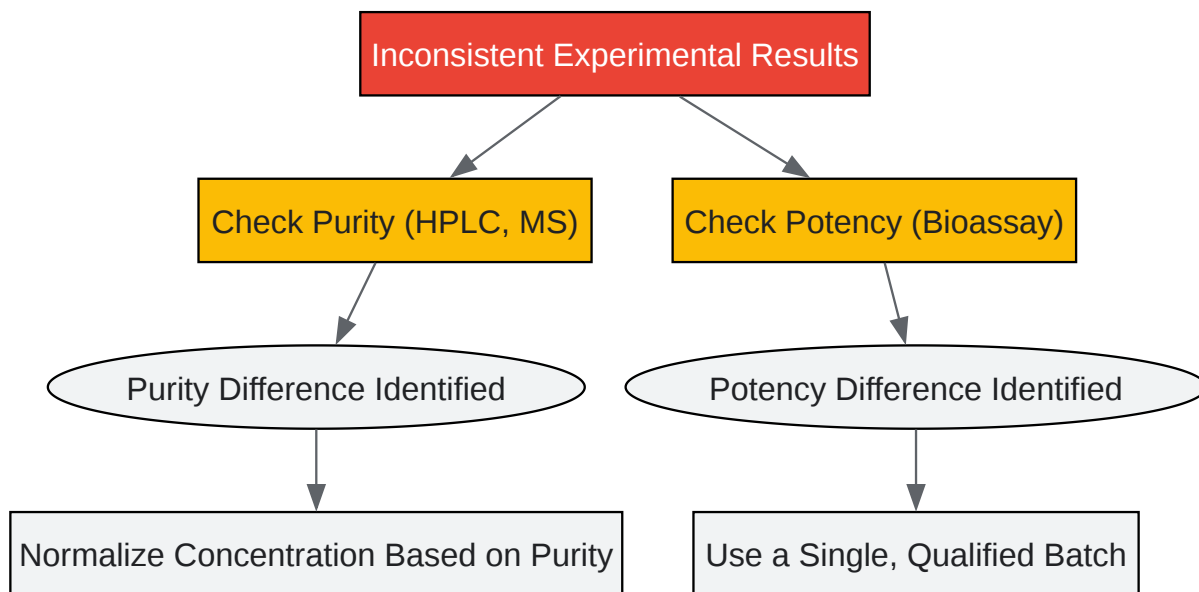 Inconsistent Experimental Results
Check Purity (HPLC, MS)
Check Potency (Bioassay)
Purity Difference Identified
Potency Difference Identified
Normalize Concentration Based on Purity
Use a Single, Qualified Batch